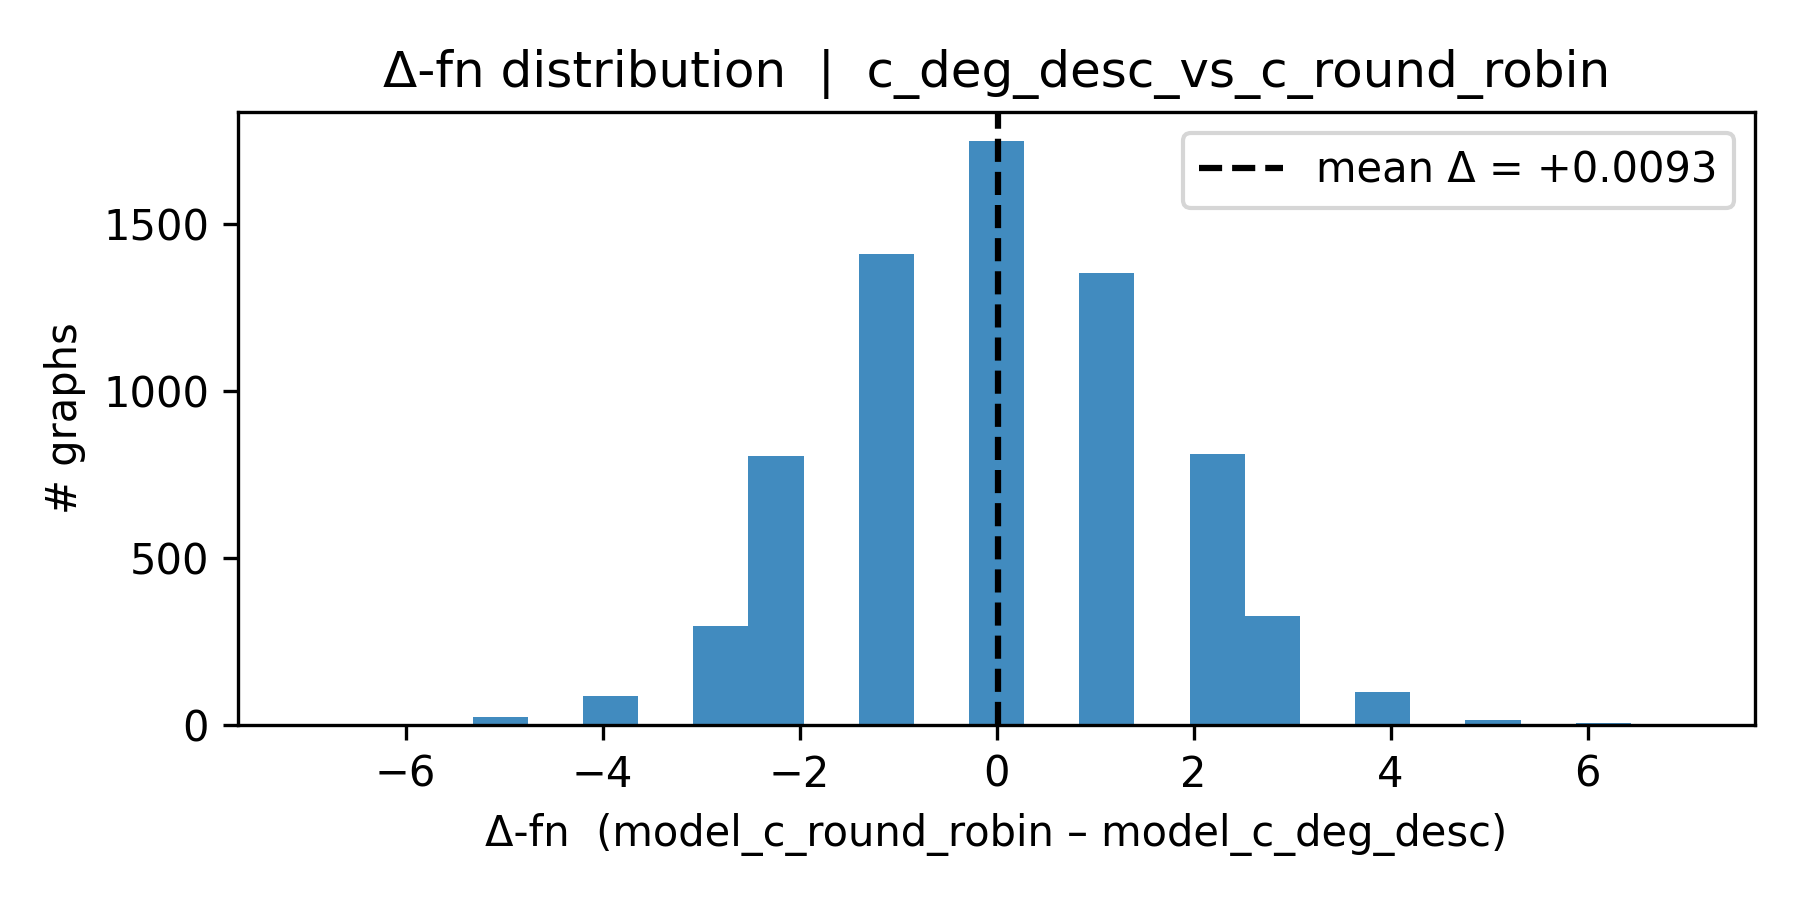 Δ-fn distribution | c_deg_desc_vs_c_round_robin
mean Δ = +0.0093
1500
1000
500
0
# graphs
−6 −4 −2 0 2 4 6
Δ-fn (model_c_round_robin – model_c_deg_desc)